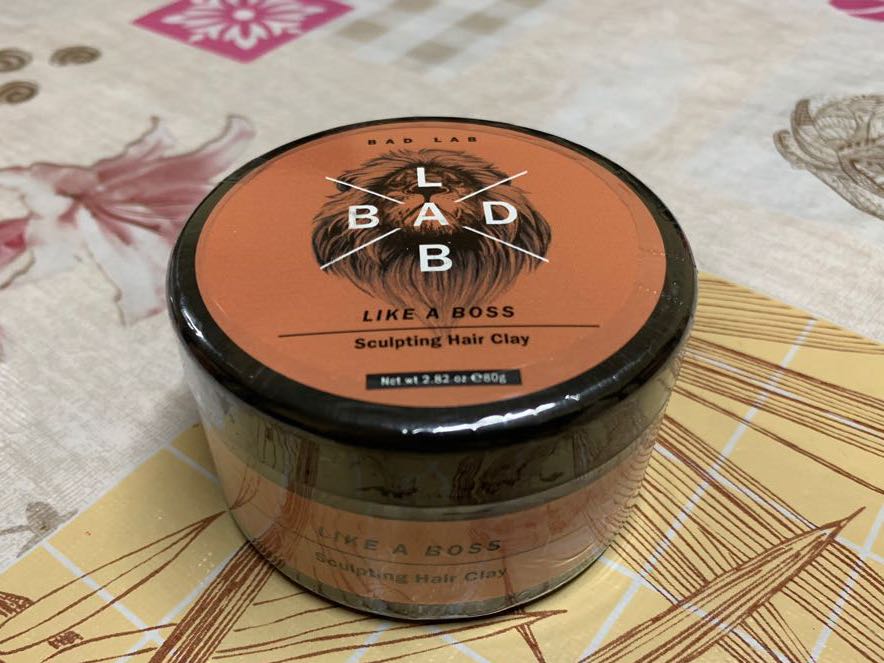 BAD LAB
L
BAD
B
LIKE A BOSS
Sculpting Hair Clay
Net wt 2.82 oz ℮80g
LIKE A BOSS
Sculpting Hair Clay